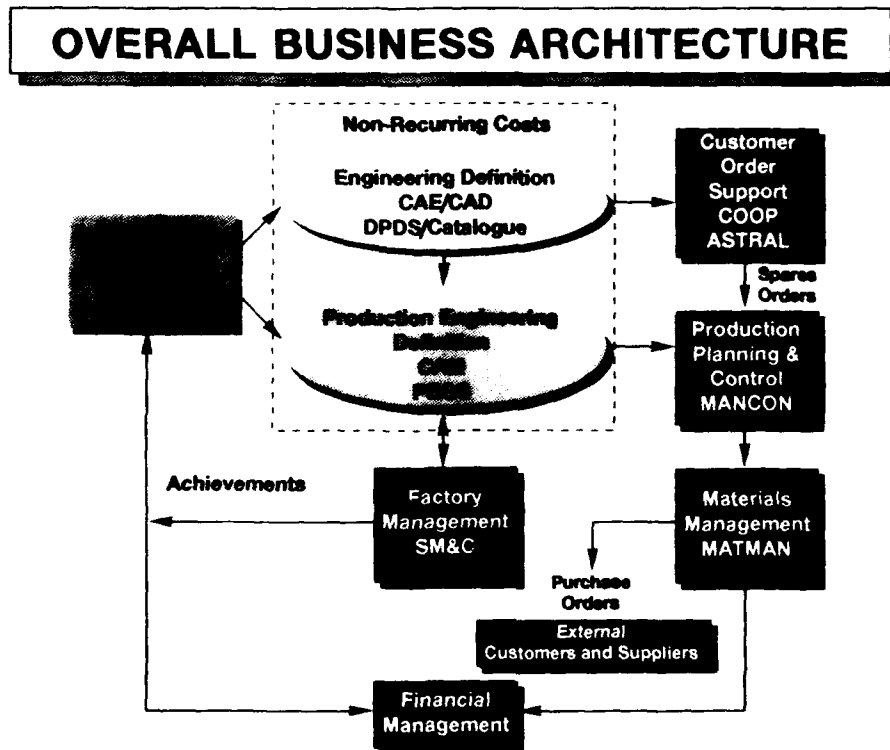 OVERALL BUSINESS ARCHITECTURE
Non-Recurring Costs
Engineering Definition
CAE/CAD
DPDS/Catalogue
Customer
Order
Support
COOP
ASTRAL
Spares
Orders
Production Engineering
Definition
Production
Planning &
Control
MANCON
Achievements
Factory
Management
SM&C
Materials
Management
MATMAN
Purchase
Orders
External
Customers and Suppliers
Financial
Management